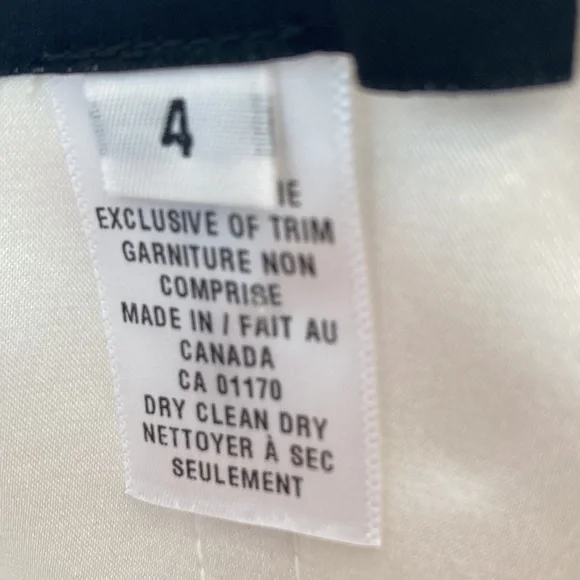 4
IE
EXCLUSIVE OF TRIM
GARNITURE NON
COMPRISE
MADE IN / FAIT AU
CANADA
CA 01170
DRY CLEAN DRY
NETTOYER À SEC
SEULEMENT